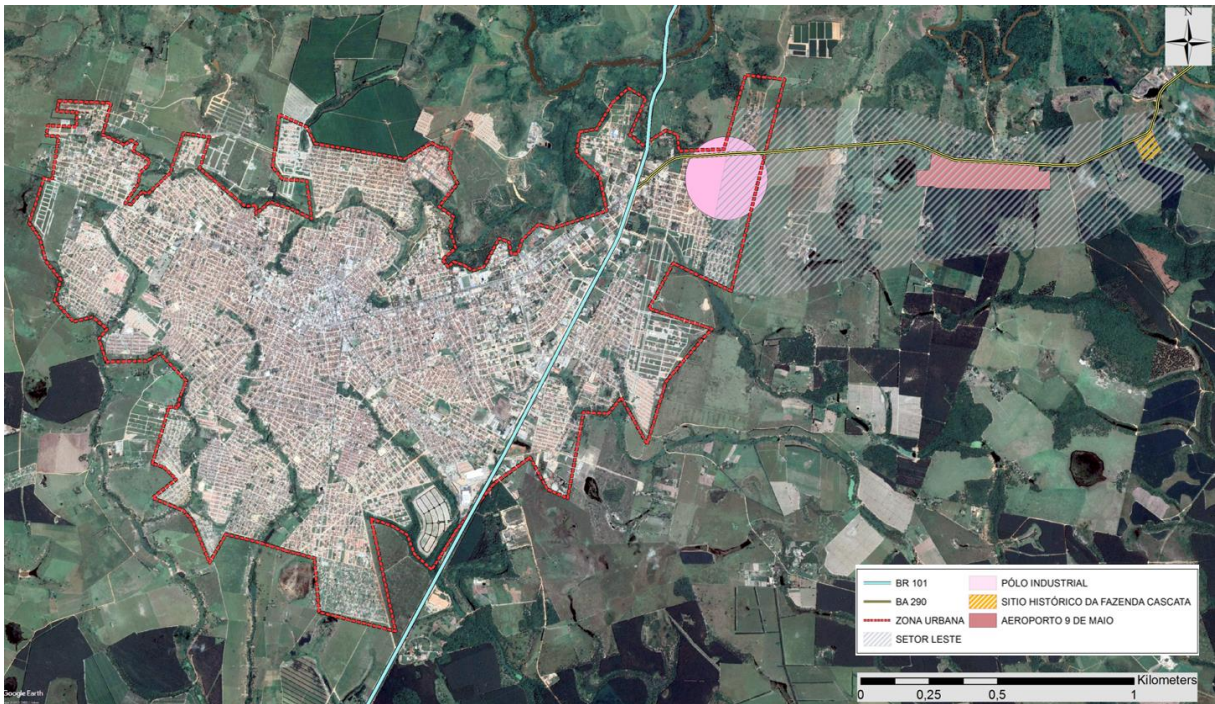 N
BR 101
BA 290
ZONA URBANA
SETOR LESTE
PÓLO INDUSTRIAL
SITIO HISTÓRICO DA FAZENDA CASCATA
AEROPORTO 9 DE MAIO
Kilometers
0 0,25 0,5 1
Google Earth